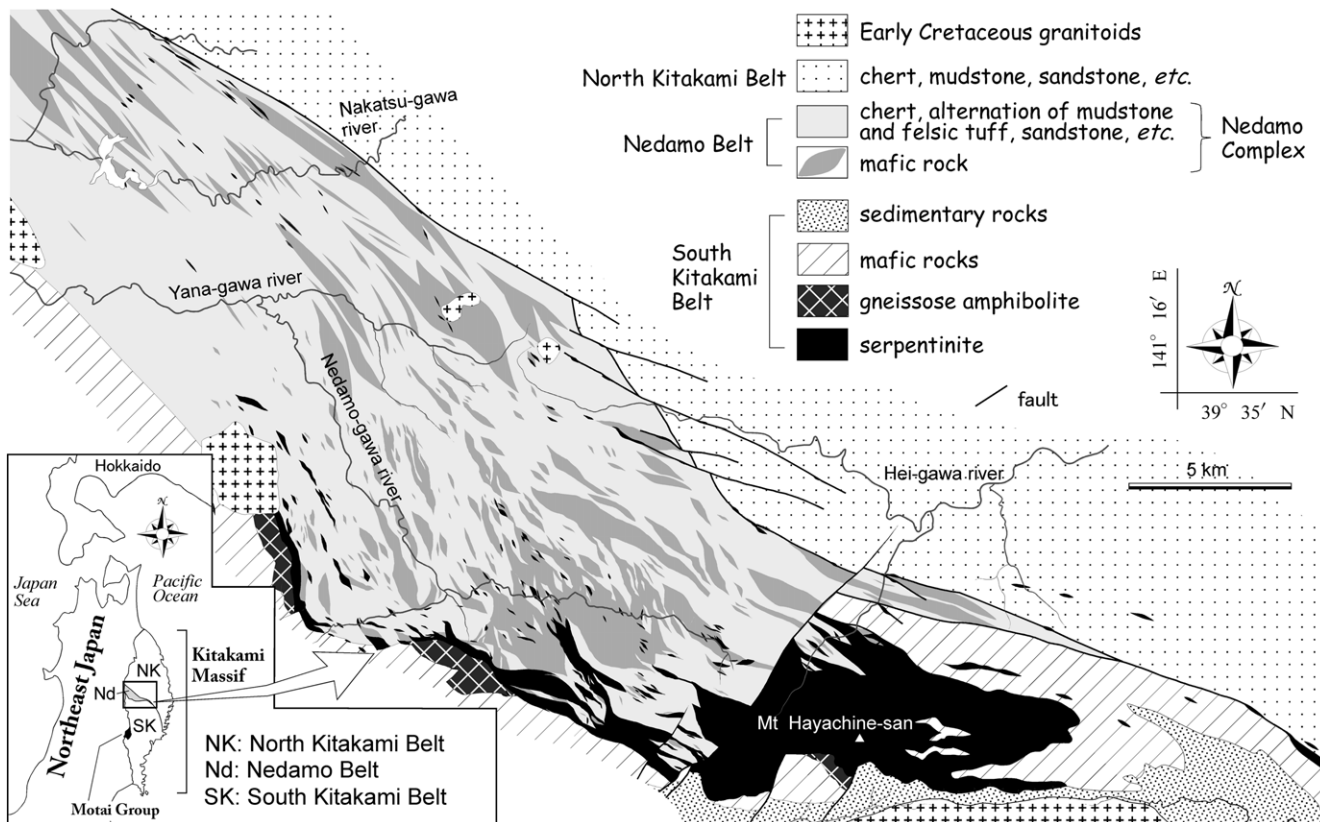 Early Cretaceous granitoids
North Kitakami Belt
chert, mudstone, sandstone, etc.
Nedamo Belt
chert, alternation of mudstone
and felsic tuff, sandstone, etc.
mafic rock
Nedamo
Complex
South
Kitakami
Belt
sedimentary rocks
mafic rocks
gneissose amphibolite
serpentinite
fault
141° 16′ E
N
39° 35′ N
5 km
Nakatsu-gawa
river
Yana-gawa river
Nedamo-gawa river
Hei-gawa river
Mt Hayachine-san
Hokkaido
N
Japan
Sea
Pacific
Ocean
Northeast Japan
Kitakami
Massif
NK
Nd
SK
Motai Group
NK: North Kitakami Belt
Nd: Nedamo Belt
SK: South Kitakami Belt